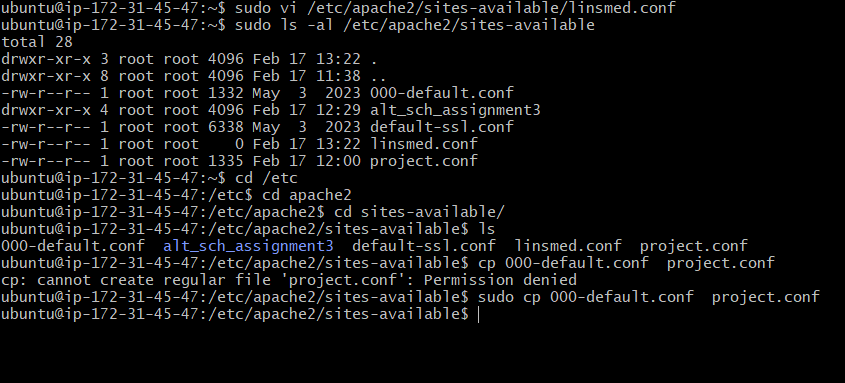 ubuntu@ip-172-31-45-47:~$ sudo vi /etc/apache2/sites-available/linsmed.conf
ubuntu@ip-172-31-45-47:~$ sudo ls -al /etc/apache2/sites-available
total 28
drwxr-xr-x 3 root root 4096 Feb 17 13:22 .
drwxr-xr-x 8 root root 4096 Feb 17 11:38 ..
-rw-r--r-- 1 root root 1332 May  3  2023 000-default.conf
drwxr-xr-x 4 root root 4096 Feb 17 12:29 alt_sch_assignment3
-rw-r--r-- 1 root root 6338 May  3  2023 default-ssl.conf
-rw-r--r-- 1 root root    0 Feb 17 13:22 linsmed.conf
-rw-r--r-- 1 root root 1335 Feb 17 12:00 project.conf
ubuntu@ip-172-31-45-47:~$ cd /etc
ubuntu@ip-172-31-45-47:/etc$ cd apache2
ubuntu@ip-172-31-45-47:/etc/apache2$ cd sites-available/
ubuntu@ip-172-31-45-47:/etc/apache2/sites-available$ ls
000-default.conf  alt_sch_assignment3  default-ssl.conf  linsmed.conf  project.conf
ubuntu@ip-172-31-45-47:/etc/apache2/sites-available$ cp 000-default.conf  project.conf
cp: cannot create regular file 'project.conf': Permission denied
ubuntu@ip-172-31-45-47:/etc/apache2/sites-available$ sudo cp 000-default.conf  project.conf
ubuntu@ip-172-31-45-47:/etc/apache2/sites-available$